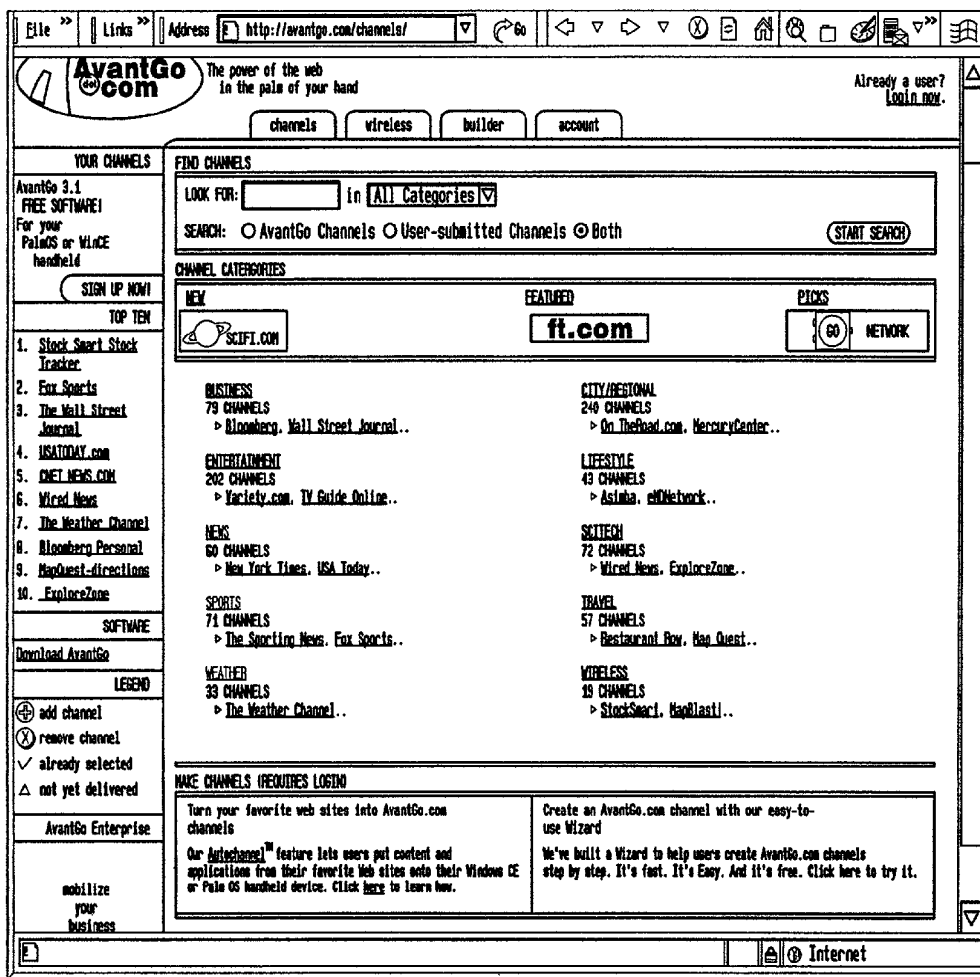 File »
Links »
Address http://avantgo.com/channels/
Go
AvantGo
.com
The power of the web
in the palm of your hand
Already a user?
Login now.
channels wireless builder account
YOUR CHANNELS
AvantGo 3.1
FREE SOFTWARE!
For your
PalmOS or WinCE
handheld
SIGN UP NOW!
TOP TEN
1. Stock Smart Stock
Tracker
2. Fox Sports
3. The Wall Street
Journal
4. USATODAY.com
5. CNET NEWS.COM
6. Wired News
7. The Weather Channel
8. Bloomberg Personal
9. MapQuest-directions
10. ExploreZone
SOFTWARE
Download AvantGo
LEGEND
add channel
remove channel
already selected
not yet delivered
AvantGo Enterprise
mobilize
your
business
FIND CHANNELS
LOOK FOR: in All Categories
SEARCH: AvantGo Channels User-submitted Channels Both
START SEARCH
CHANNEL CATERGORIES
NEW FEATURED PICKS
SCIFI.COM ft.com GO NETWORK
BUSINESS
79 CHANNELS
Bloomberg, Wall Street Journal..
ENTERTAINMENT
202 CHANNELS
Variety.com, TV Guide Online..
NEWS
60 CHANNELS
New York Times, USA Today..
SPORTS
71 CHANNELS
The Sporting News, Fox Sports..
WEATHER
33 CHANNELS
The Weather Channel..
CITY/REGIONAL
240 CHANNELS
On TheRoad.com, MercuryCenter..
LIFESTYLE
43 CHANNELS
Asimba, eMDNetwork..
SCITECH
72 CHANNELS
Wired News, ExploreZone..
TRAVEL
57 CHANNELS
Restaurant Row, Map Quest..
WIRELESS
19 CHANNELS
StockSmart, MapBlast!..
MAKE CHANNELS (REQUIRES LOGIN)
Turn your favorite web sites into AvantGo.com
channels
Our Autochannel™ feature lets users put content and
applications from their favorite Web sites onto their Windows CE
or Palm OS handheld device. Click here to learn how.
Create an AvantGo.com channel with our easy-to-
use Wizard
We've built a Wizard to help users create AvantGo.com channels
step by step. It's fast. It's Easy. And it's free. Click here to try it.
Internet